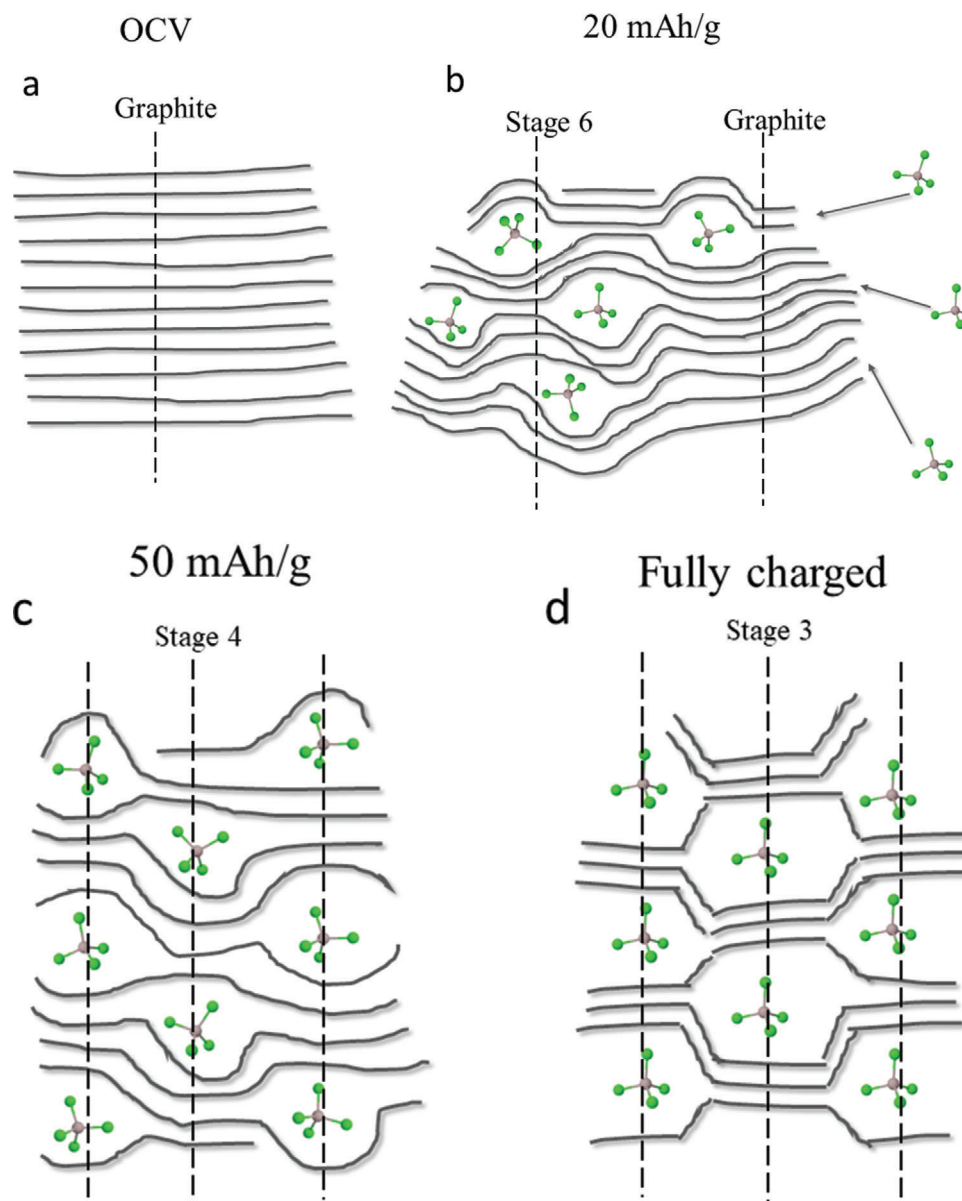 OCV
20 mAh/g
a
b
Graphite
Stage 6
Graphite
50 mAh/g
Fully charged
c
d
Stage 4
Stage 3